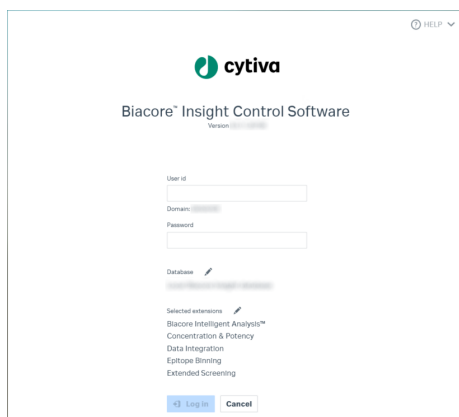 HELP
cytiva
Biacore™ Insight Control Software
Version
User id
Domain:
Password
Database
Selected extensions
Biacore Intelligent Analysis™
Concentration & Potency
Data Integration
Epitope Binning
Extended Screening
Log in Cancel